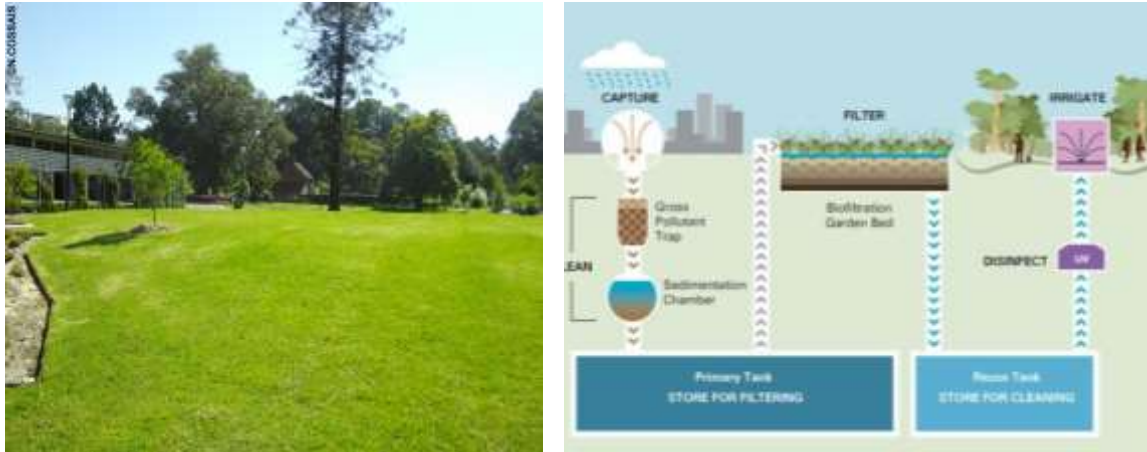 CAPTURE
Gross
Pollutant
Trap
LEAN
Sedimentation
Chamber
Primary Tank
STORE FOR FILTERING
FILTER
Biofiltration
Garden Bed
IRRIGATE
DISINFECT
UV
Reuse Tank
STORE FOR CLEANING